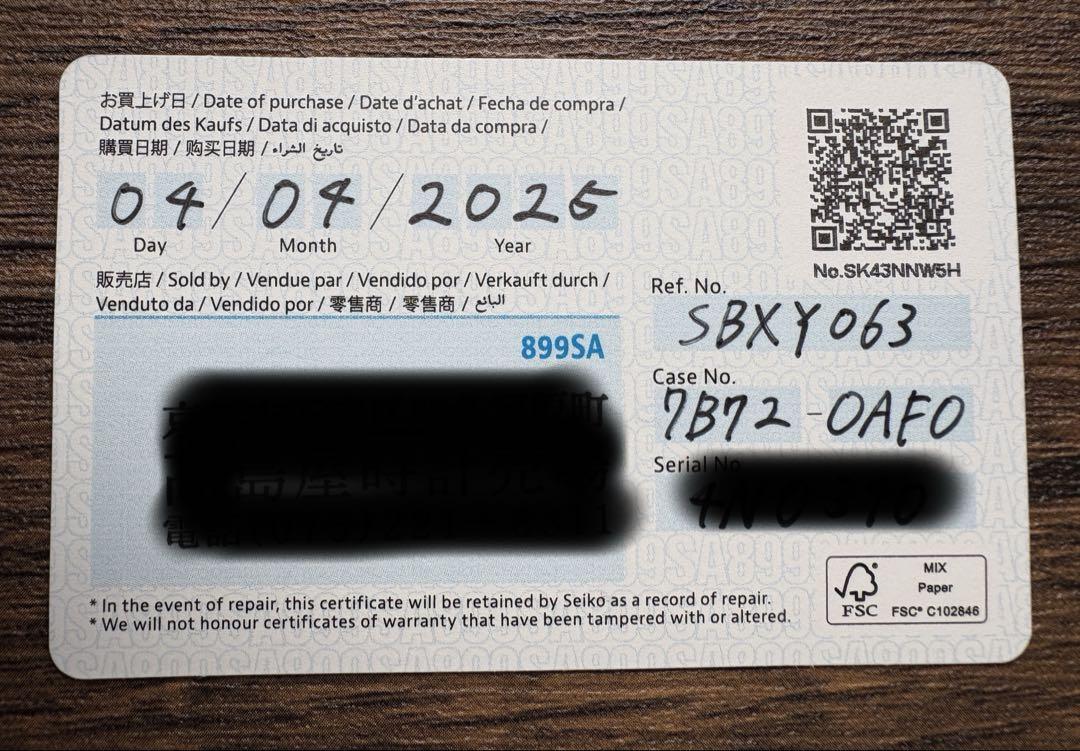 お買上げ日 / Date of purchase / Date d'achat / Fecha de compra /
Datum des Kaufs / Data di acquisto / Data da compra /
購買日期 / 购买日期 / تاريخ الشراء
04 / 04 / 2025
Day Month Year
販売店 / Sold by / Vendue par / Vendido por / Verkauft durch /
Venduto da / Vendido por / 零售商 / 零售商 / البائع
899SA
No.SK43NNW5H
Ref. No.
SBXY063
Case No.
7B72-0AF0
Serial No
* In the event of repair, this certificate will be retained by Seiko as a record of repair.
* We will not honour certificates of warranty that have been tampered with or altered.
FSC
MIX
Paper
FSC® C102846